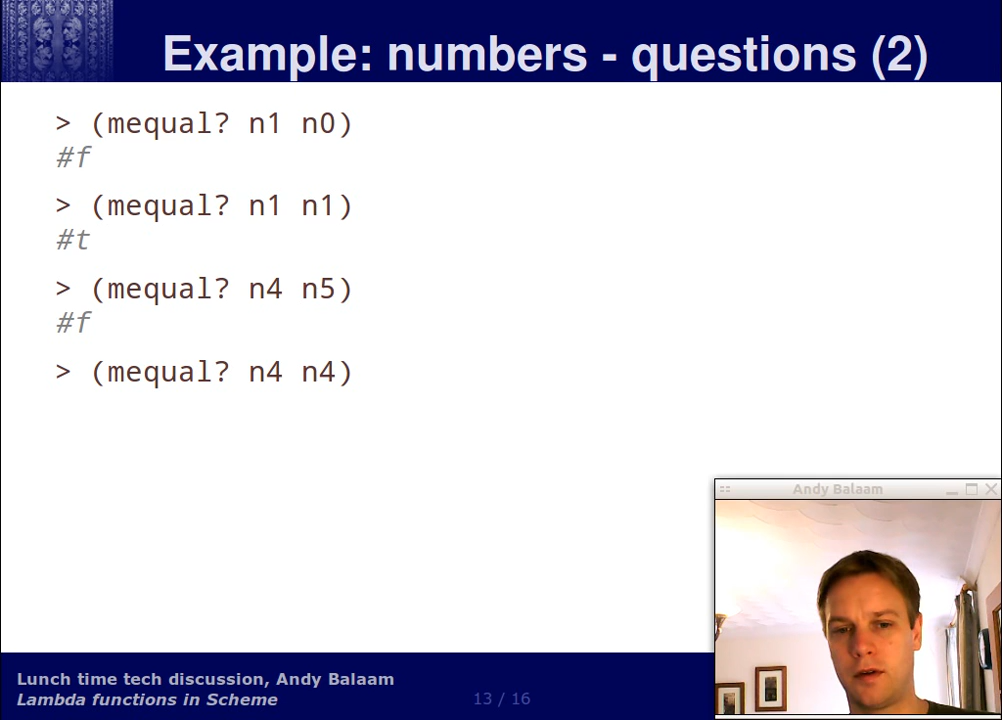 Example: numbers - questions (2)
> (mequal? n1 n0)
#f
> (mequal? n1 n1)
#t
> (mequal? n4 n5)
#f
> (mequal? n4 n4)
Andy Balaam
Lunch time tech discussion, Andy Balaam
Lambda functions in Scheme
13 / 16